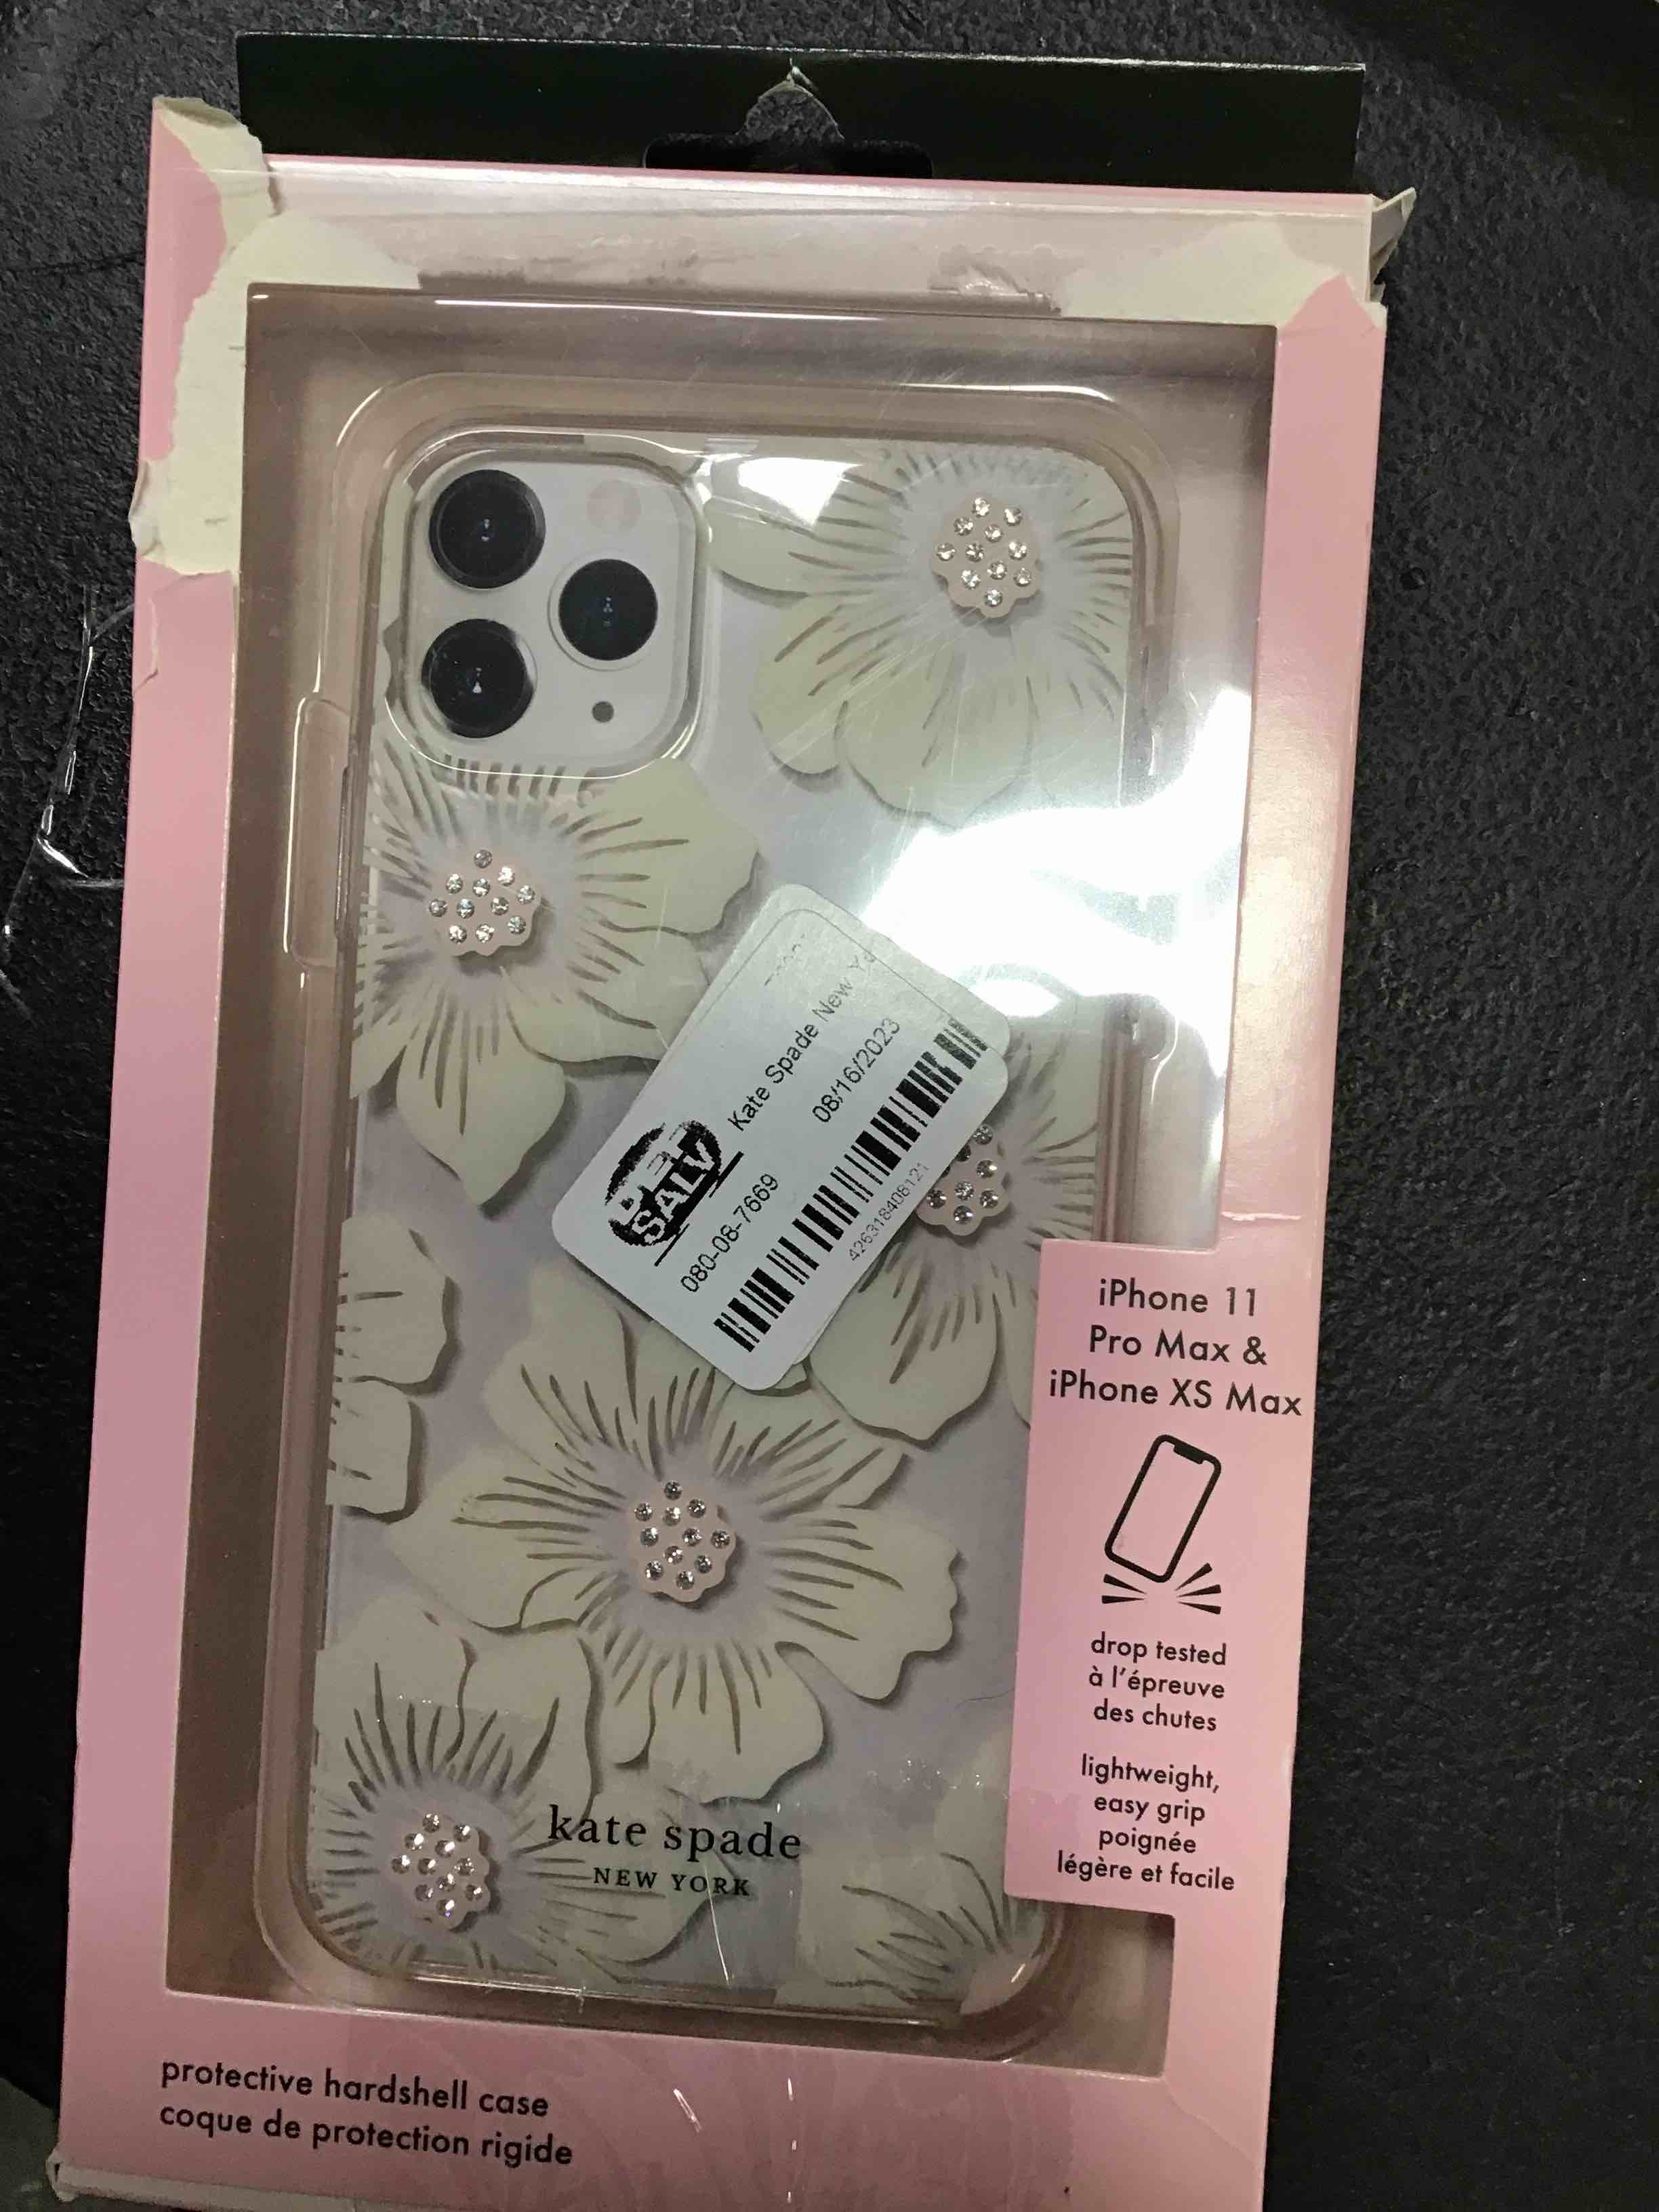 Kate Spade New Yo
08/16/2023
SALV
080-08-7669
426318408121
iPhone 11
Pro Max &
iPhone XS Max
drop tested
à l'épreuve
des chutes
lightweight,
easy grip
poignée
légère et facile
kate spade
NEW YORK
protective hardshell case
coque de protection rigide